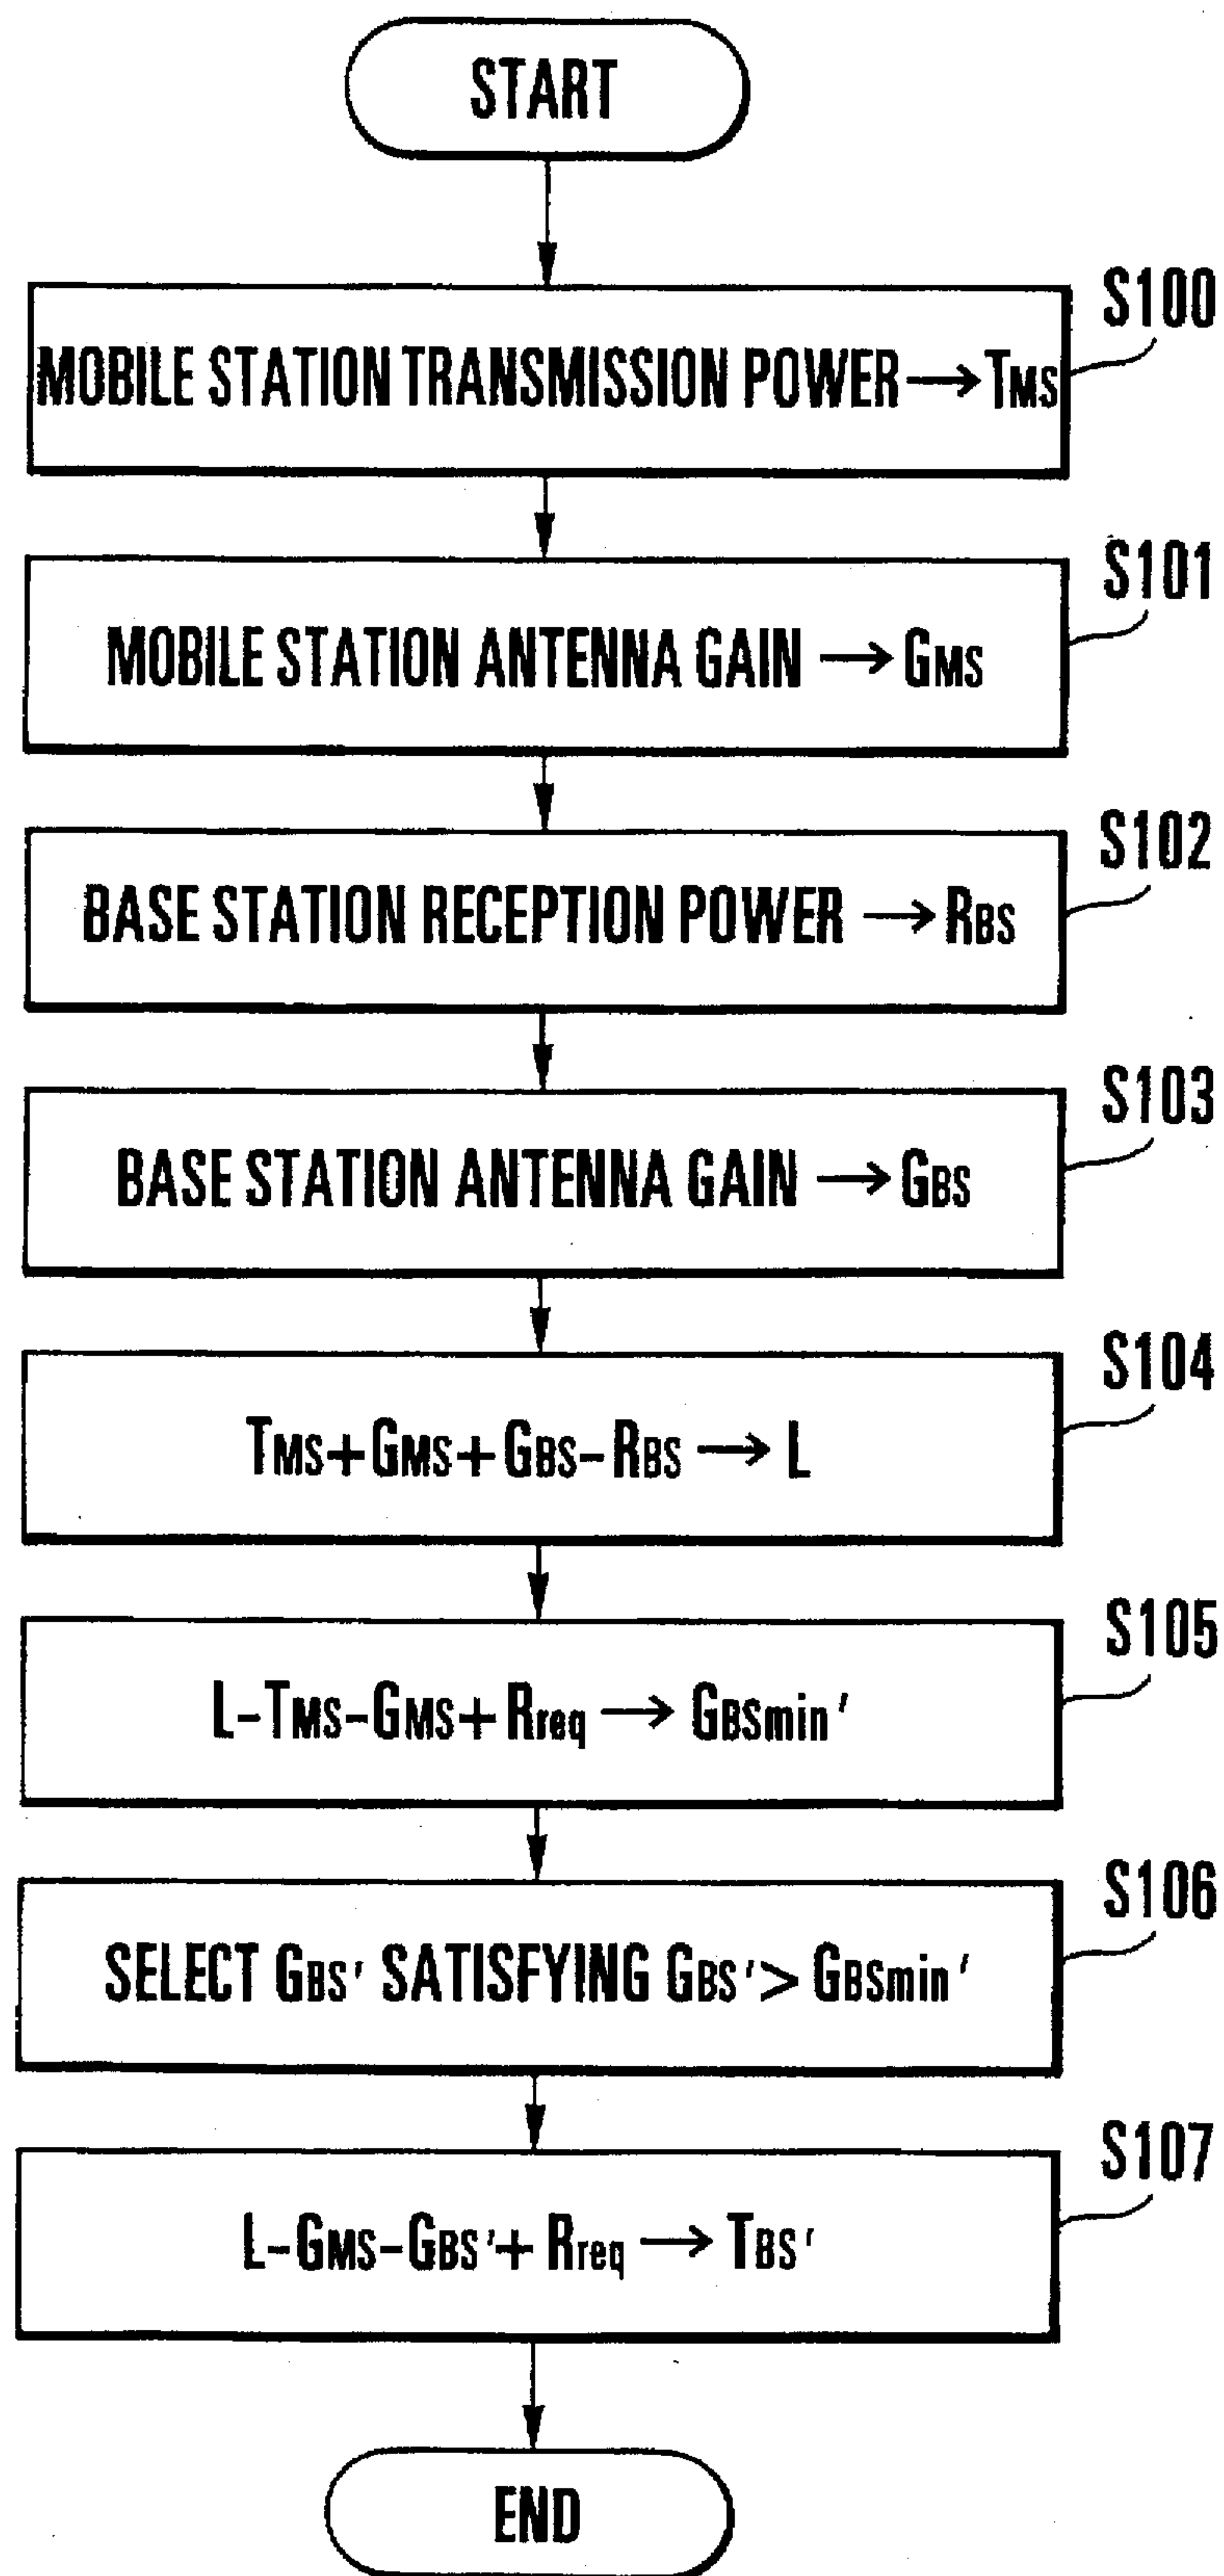 START
S100
MOBILE STATION TRANSMISSION POWER → TMS
S101
MOBILE STATION ANTENNA GAIN → GMS
S102
BASE STATION RECEPTION POWER → RBS
S103
BASE STATION ANTENNA GAIN → GBS
S104
TMS+GMS+GBS-RBS → L
S105
L-TMS-GMS+Rreq → GBSmin'
S106
SELECT GBS' SATISFYING GBS'> GBSmin'
S107
L-GMS-GBS'+Rreq → TBS'
END